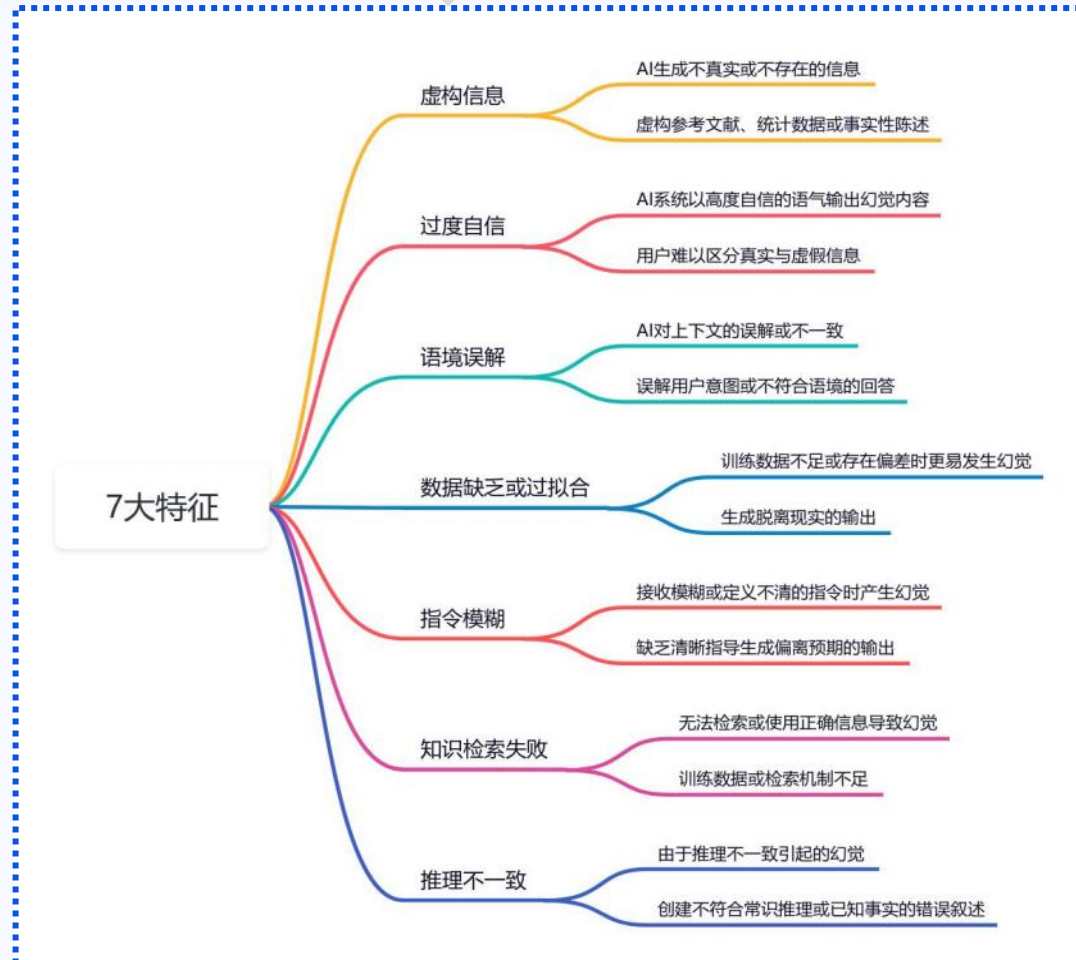 7大特征
虚构信息
AI生成不真实或不存在的信息
虚构参考文献、统计数据或事实性陈述
过度自信
AI系统以高度自信的语气输出幻觉内容
用户难以区分真实与虚假信息
语境误解
AI对上下文的误解或不一致
误解用户意图或不符合语境的回答
数据缺乏或过拟合
训练数据不足或存在偏差时更易发生幻觉
生成脱离现实的输出
指令模糊
接收模糊或定义不清的指令时产生幻觉
缺乏清晰指导生成偏离预期的输出
知识检索失败
无法检索或使用正确信息导致幻觉
训练数据或检索机制不足
推理不一致
由于推理不一致引起的幻觉
创建不符合常识推理或已知事实的错误叙述